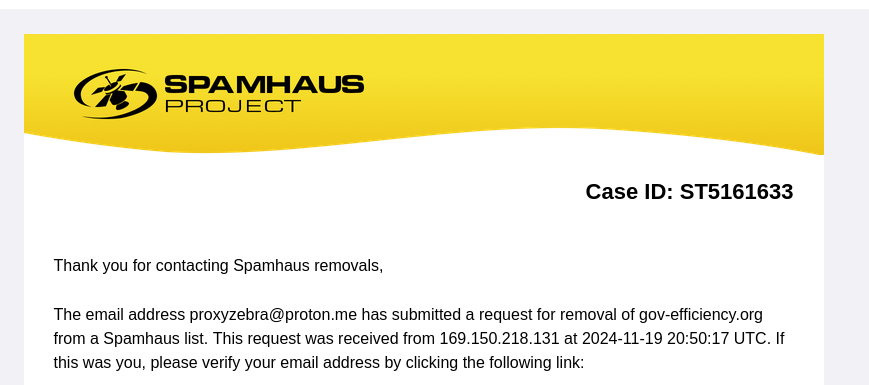 SPAMHAUS
PROJECT
Case ID: ST5161633
Thank you for contacting Spamhaus removals,
The email address proxyzebra@proton.me has submitted a request for removal of gov-efficiency.org
from a Spamhaus list. This request was received from 169.150.218.131 at 2024-11-19 20:50:17 UTC. If
this was you, please verify your email address by clicking the following link: